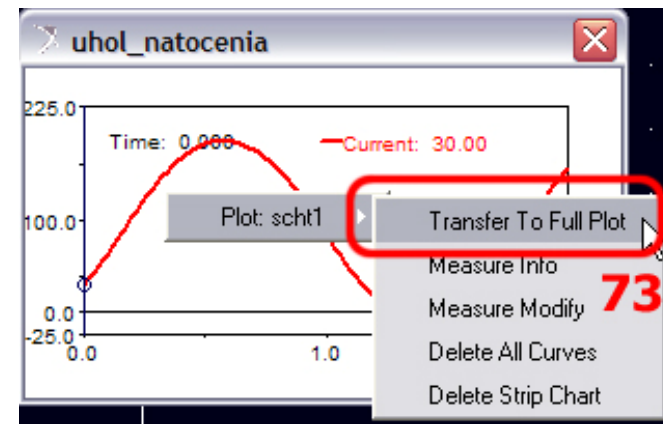 uhol_natocenia
225.0
Time: 0.000 Current: 30.00
100.0
Plot: scht1
Transfer To Full Plot
Measure Info
73
Measure Modify
0.0
-25.0
0.0 1.0
Delete All Curves
Delete Strip Chart